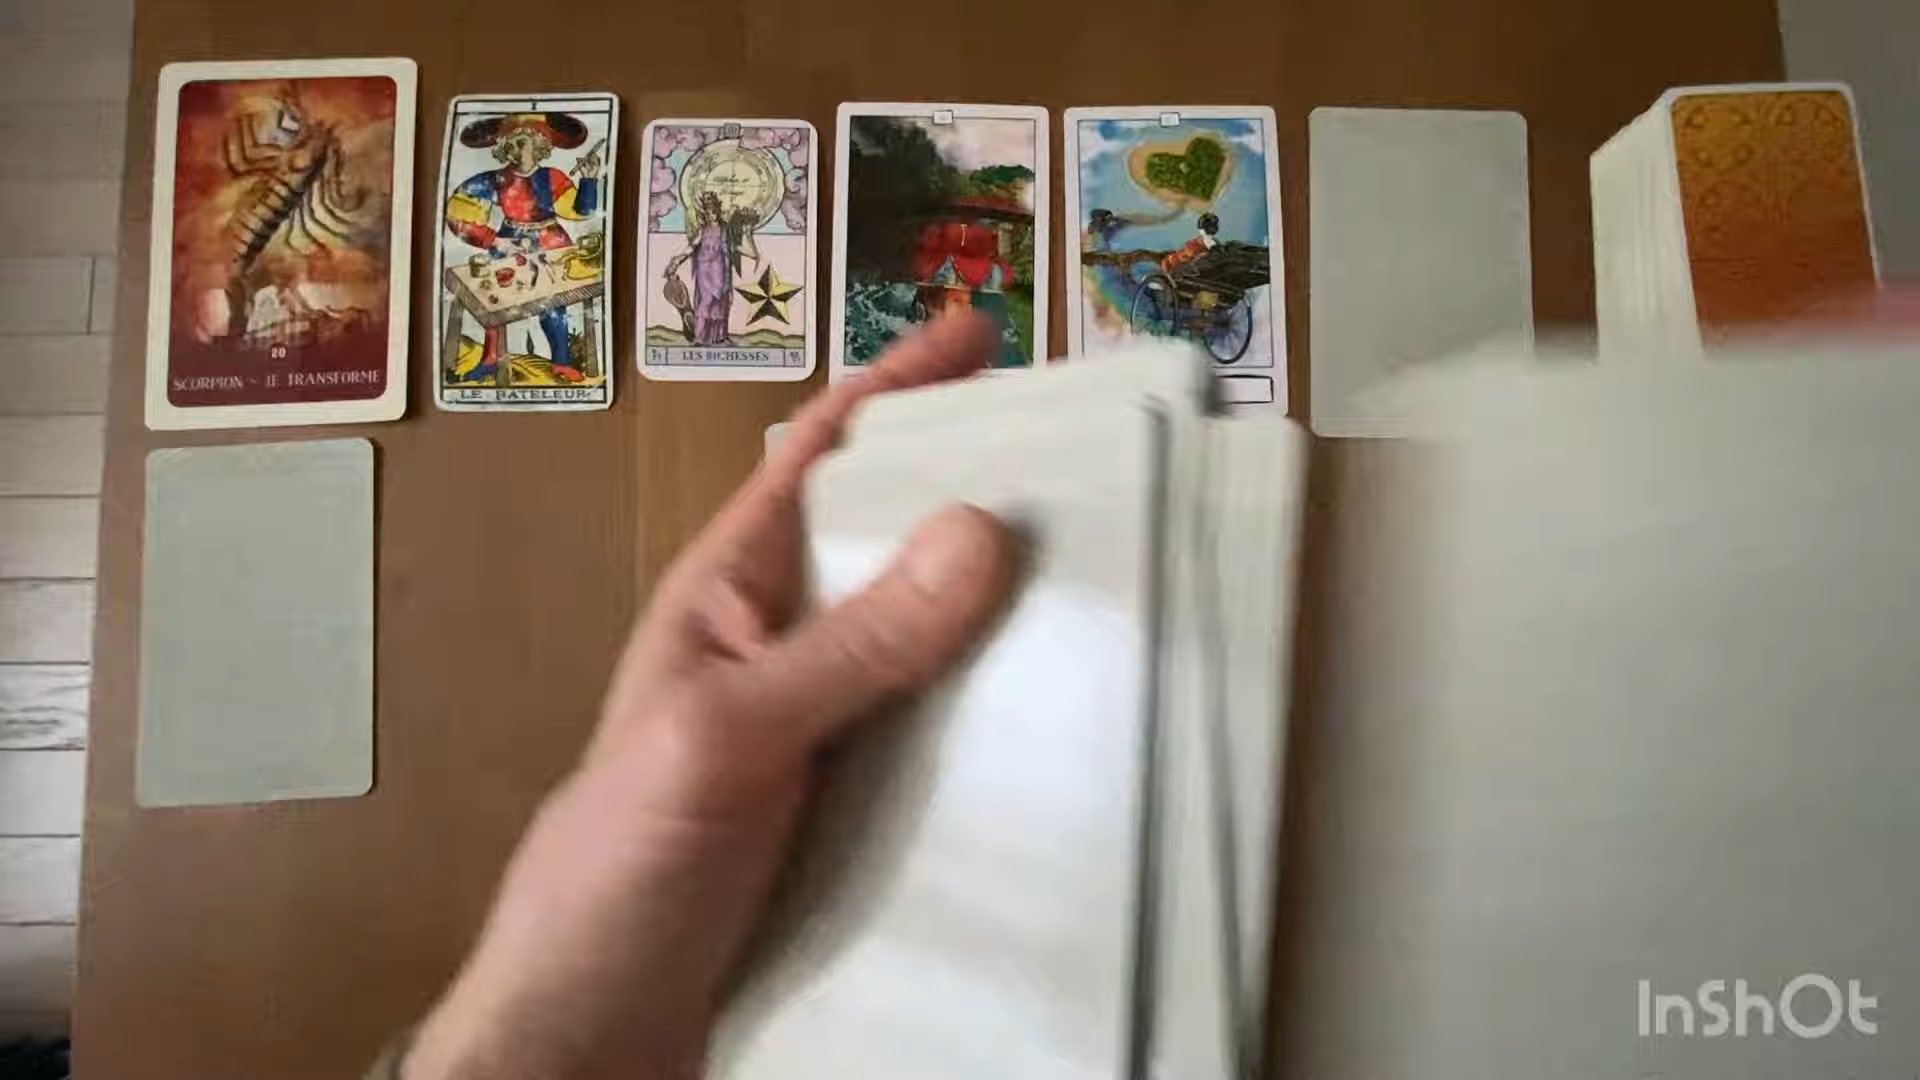 20
SCORPION ~ JE TRANSFORME
I
LE BATELEUR
LES RICHESSES
InShOt